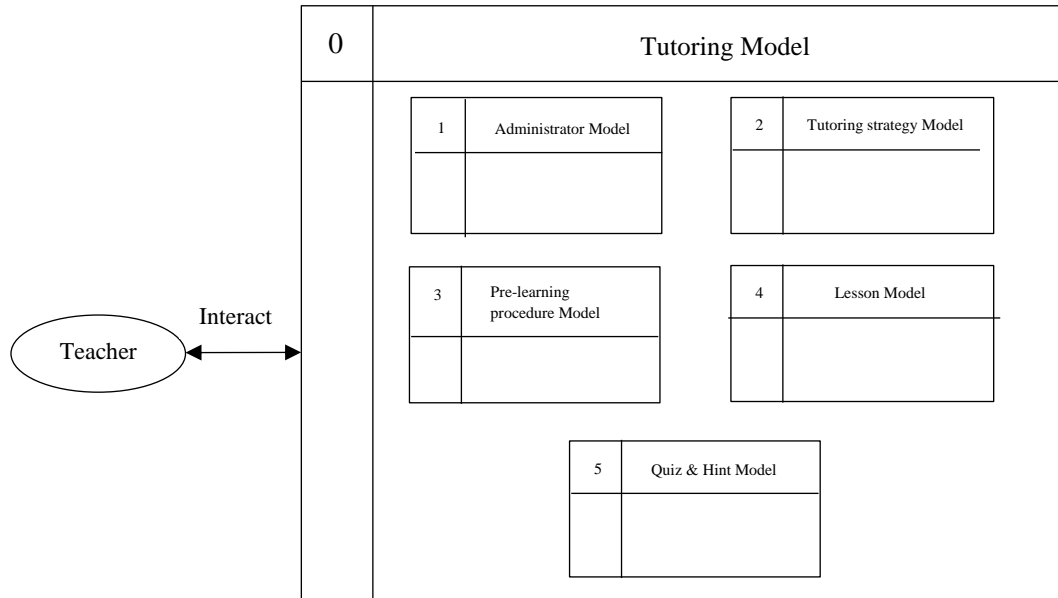 0
Tutoring Model
1
Administrator Model
2
Tutoring strategy Model
3
Pre-learning
procedure Model
4
Lesson Model
Interact
Teacher
5
Quiz & Hint Model